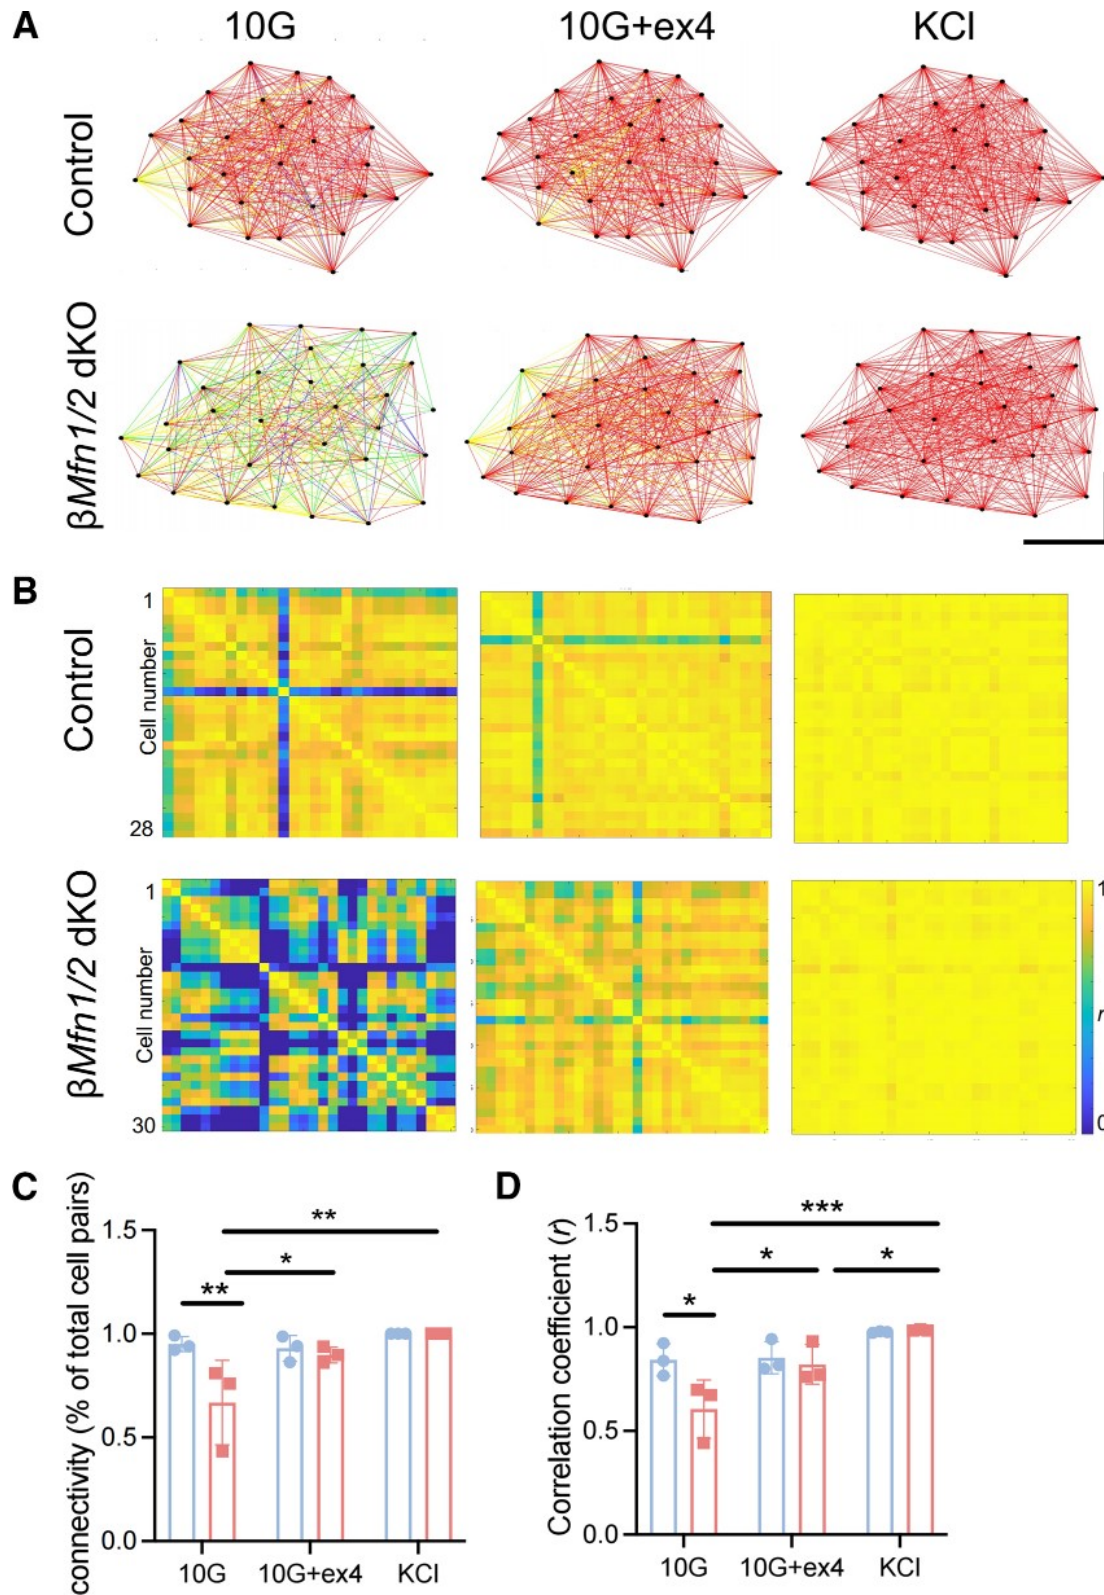 A
10G
10G+ex4
KCl
Control
βMfn1/2 dKO
B
Control
Cell number
1
28
βMfn1/2 dKO
Cell number
1
30
1
r
0
C
connectivity (% of total cell pairs)
1.5
1.0
0.5
0.0
**
*
**
10G
10G+ex4
KCl
D
Correlation coefficient (r)
1.5
1.0
0.5
0.0
***
*
*
*
10G
10G+ex4
KCl